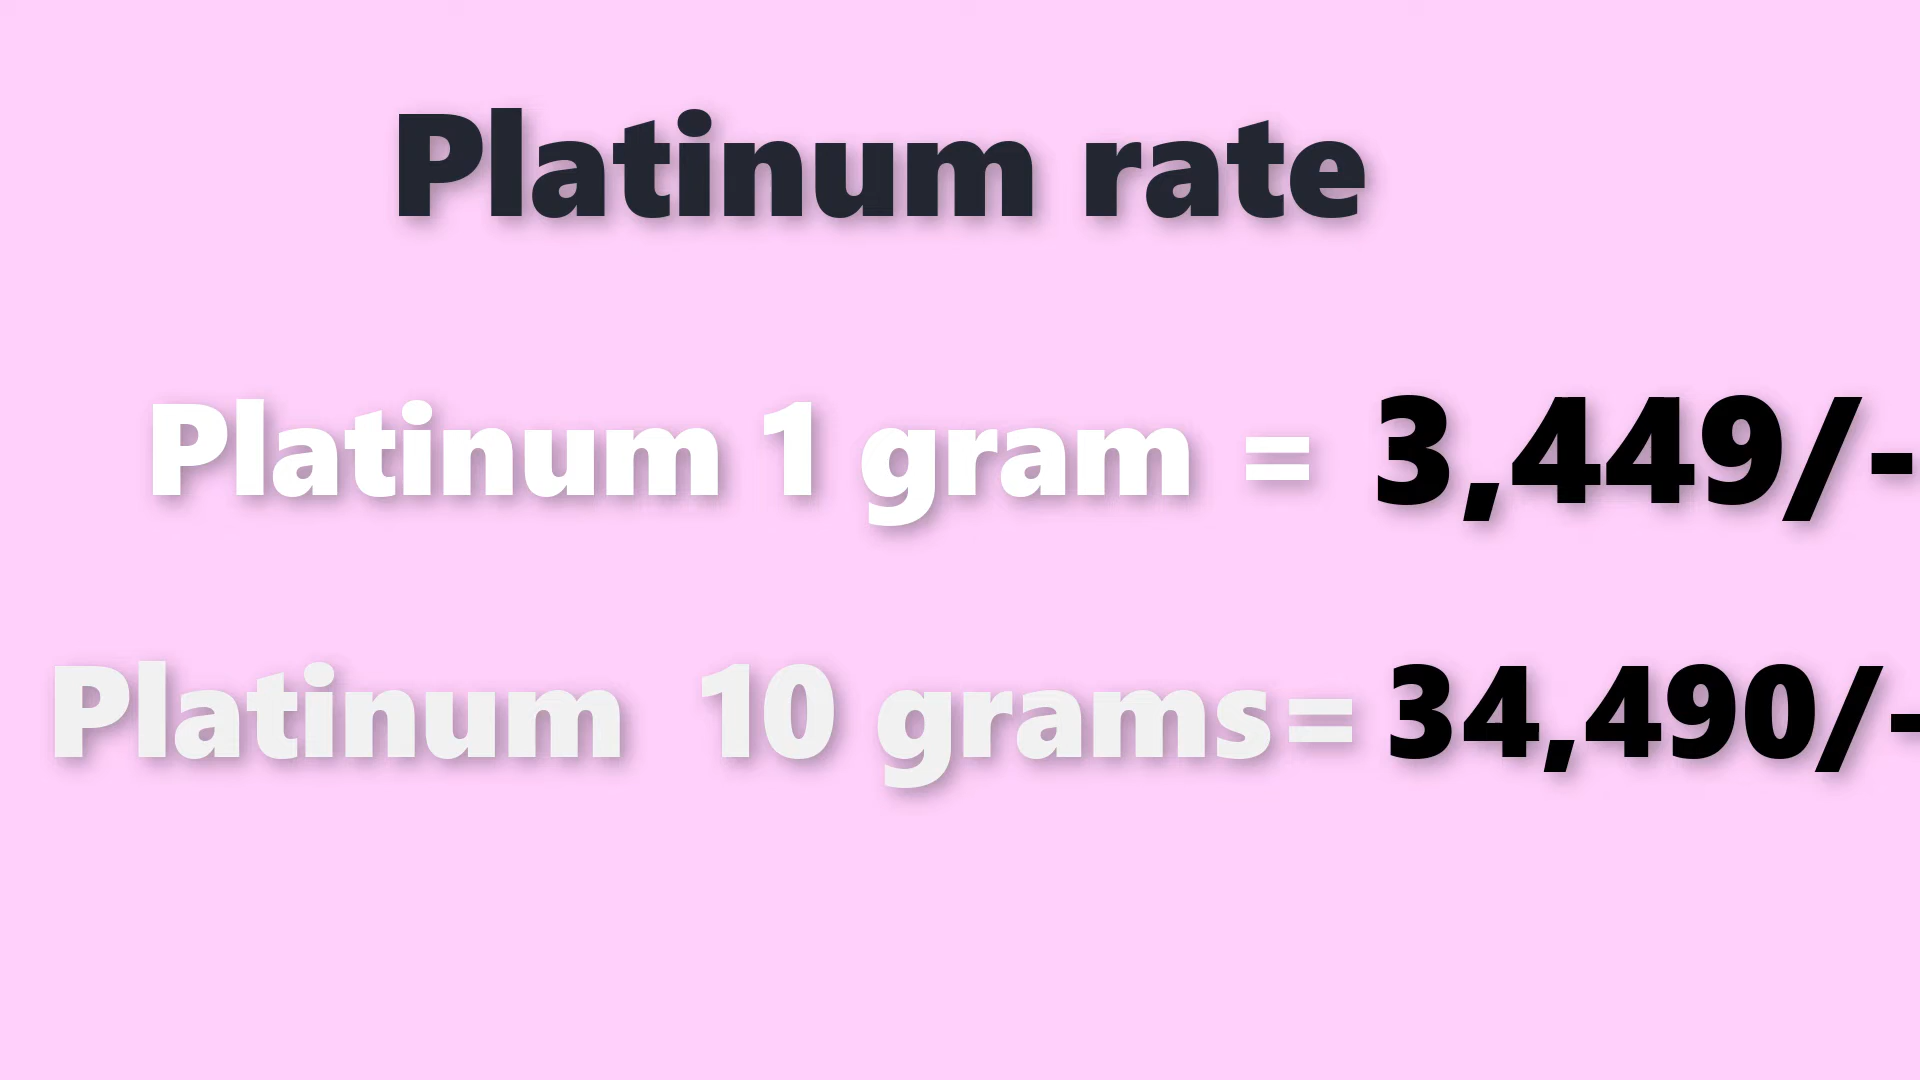 Platinum rate
Platinum 1 gram = 3,449/-
Platinum 10 grams= 34,490/-